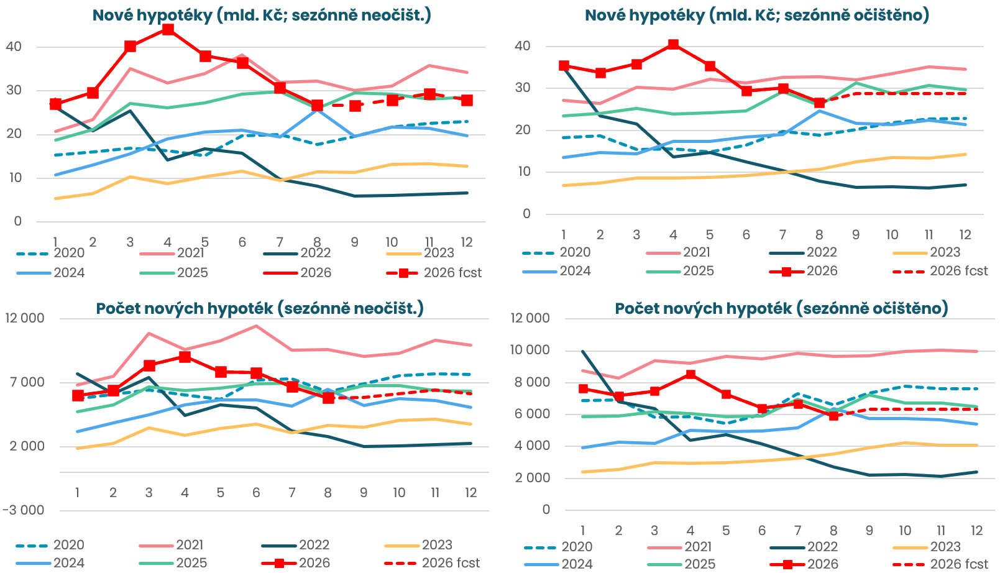 Nové hypotéky (mld. Kč; sezónně neočišt.)
40
30
20
10
0
1 2 3 4 5 6 7 8 9 10 11 12
2020 2021 2022 2023
2024 2025 2026 2026 fcst
Nové hypotéky (mld. Kč; sezónně očištěno)
40
30
20
10
0
1 2 3 4 5 6 7 8 9 10 11 12
2020 2021 2022 2023
2024 2025 2026 2026 fcst
Počet nových hypoték (sezónně neočišt.)
12 000
7 000
2 000
-3 000
1 2 3 4 5 6 7 8 9 10 11 12
2020 2021 2022 2023
2024 2025 2026 2026 fcst
Počet nových hypoték (sezónně očištěno)
12 000
10 000
8 000
6 000
4 000
2 000
0
1 2 3 4 5 6 7 8 9 10 11 12
2020 2021 2022 2023
2024 2025 2026 2026 fcst